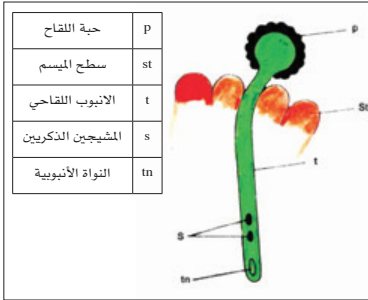 حبة اللقاح p
سطح الميسم st
الانبوب اللقاحي t
المشيجين الذكريين s
النواة الأنبوبية tn
p
St
t
S
tn